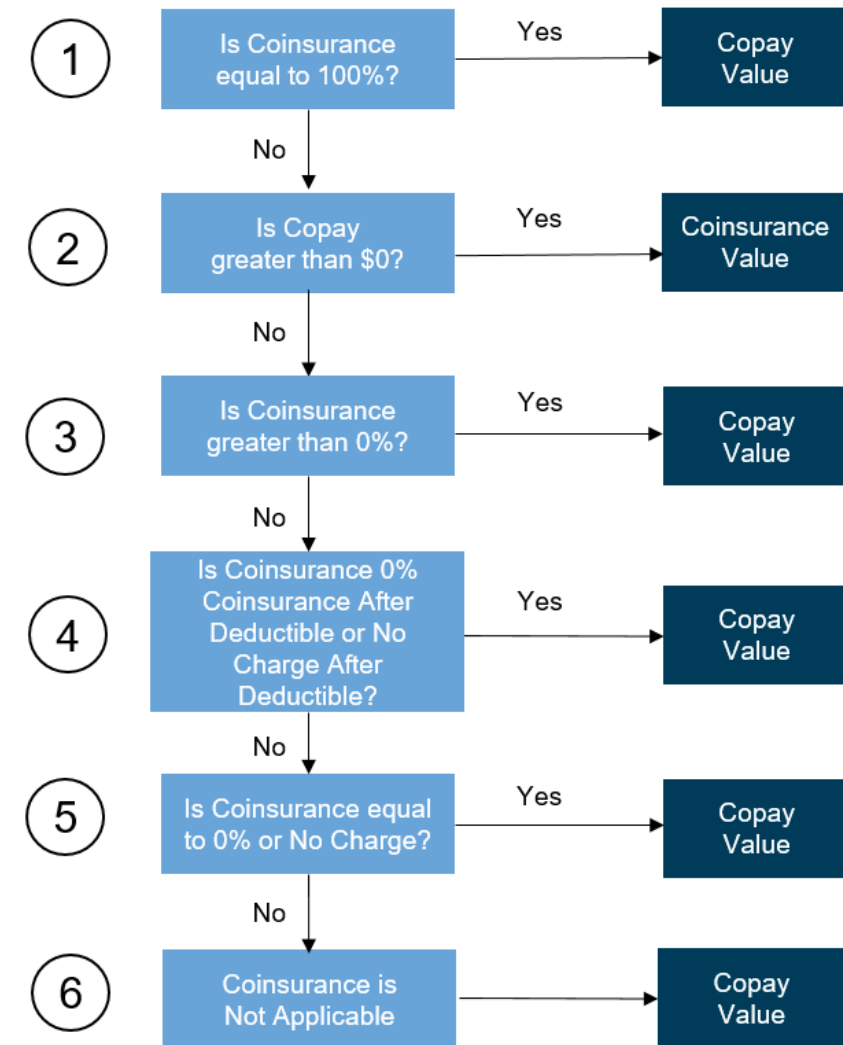 1
Is Coinsurance
equal to 100%?
Yes
Copay
Value
No
2
Is Copay
greater than $0?
Yes
Coinsurance
Value
No
3
Is Coinsurance
greater than 0%?
Yes
Copay
Value
No
4
Is Coinsurance 0%
Coinsurance After
Deductible or No
Charge After
Deductible?
Yes
Copay
Value
No
5
Is Coinsurance equal
to 0% or No Charge?
Yes
Copay
Value
No
6
Coinsurance is
Not Applicable
Copay
Value